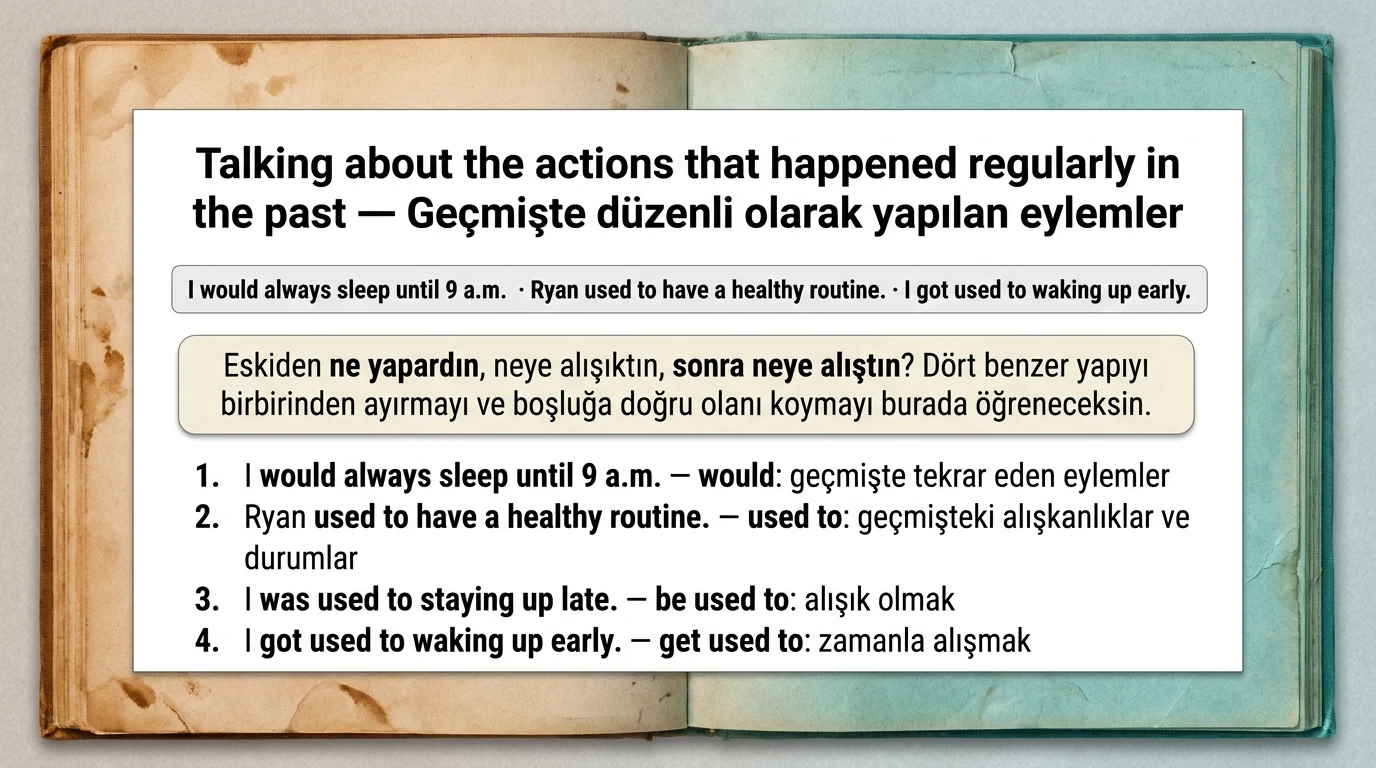 Talking about the actions that happened regularly in
the past — Geçmişte düzenli olarak yapılan eylemler
I would always sleep until 9 a.m. · Ryan used to have a healthy routine. · I got used to waking up early.
Eskiden ne yapardın, neye alışıktın, sonra neye alıştın? Dört benzer yapıyı
birbirinden ayırmayı ve boşluğa doğru olanı koymayı burada öğreneceksin.
1. I would always sleep until 9 a.m. — would: geçmişte tekrar eden eylemler
2. Ryan used to have a healthy routine. — used to: geçmişteki alışkanlıklar ve
durumlar
3. I was used to staying up late. — be used to: alışık olmak
4. I got used to waking up early. — get used to: zamanla alışmak